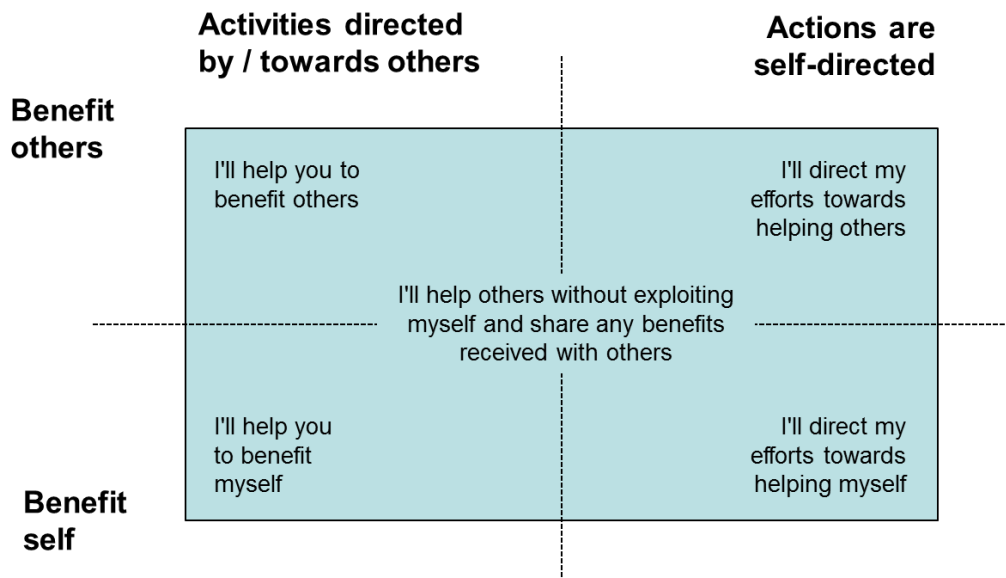 Activities directed
by / towards others
Actions are
self-directed
Benefit
others
I'll help you to
benefit others
I'll direct my
efforts towards
helping others
I'll help others without exploiting
myself and share any benefits
received with others
I'll help you
to benefit
myself
I'll direct my
efforts towards
helping myself
Benefit
self